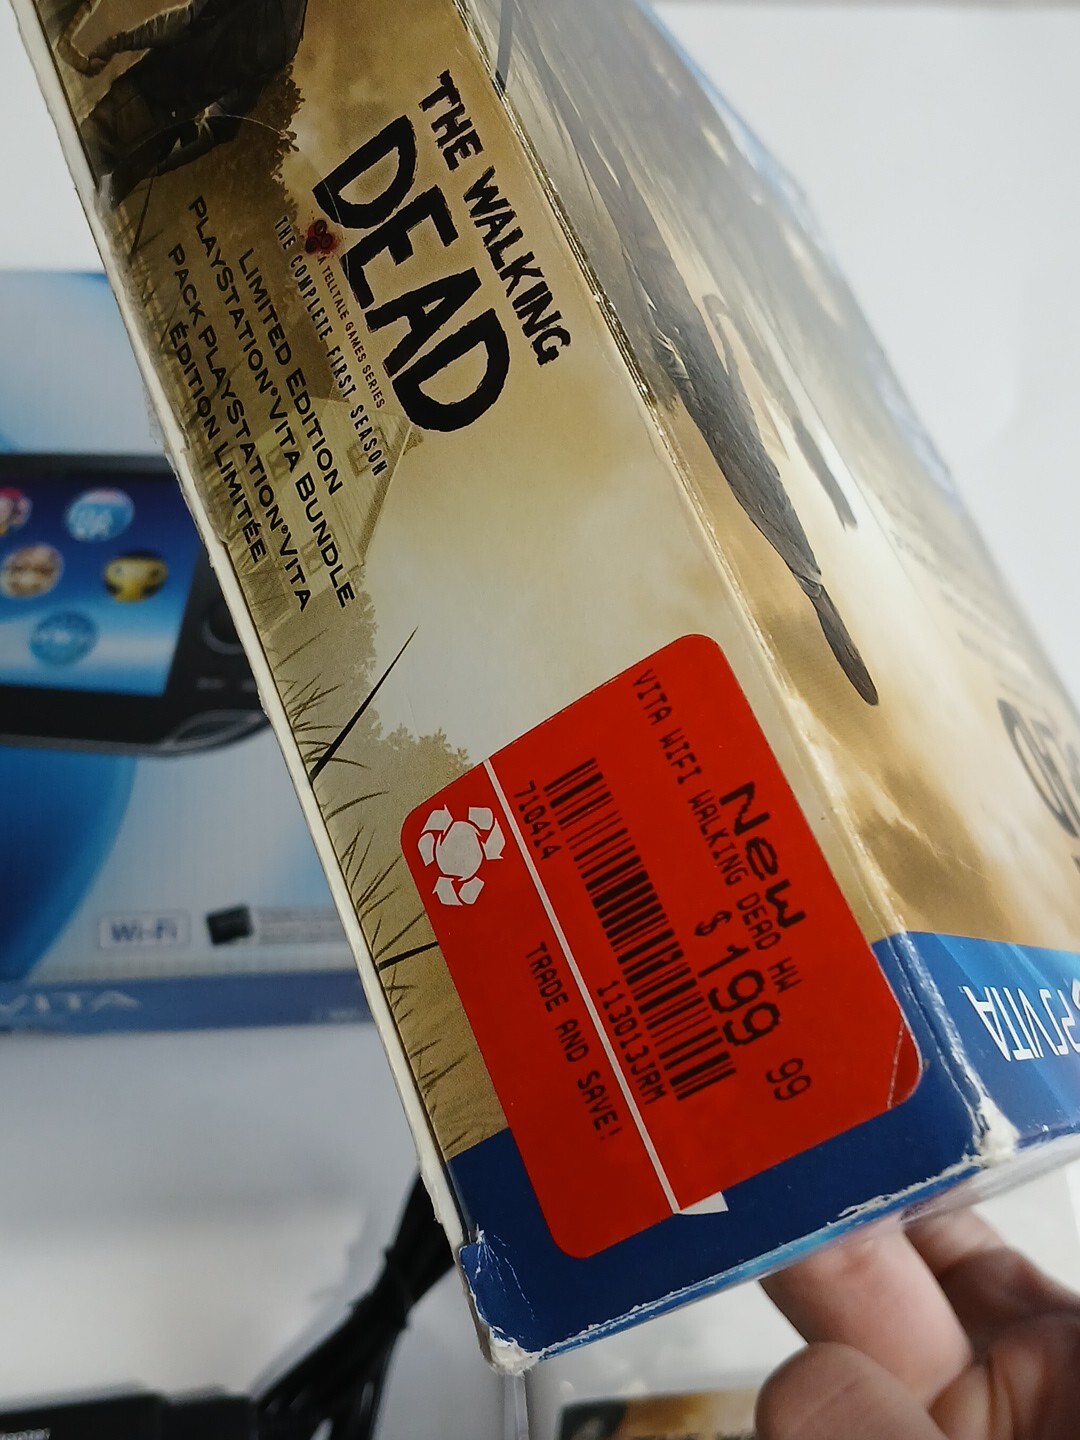 THE WALKING
DEAD
A TELLTALE GAMES SERIES
THE COMPLETE FIRST SEASON
LIMITED EDITION
PLAYSTATION®VITA BUNDLE
PACK PLAYSTATION®VITA
ÉDITION LIMITÉE
New
$199 99
VITA WIFI WALKING DEAD HW
710414
113013JRM
TRADE AND SAVE!
PSVITA
Wi-Fi
VITA